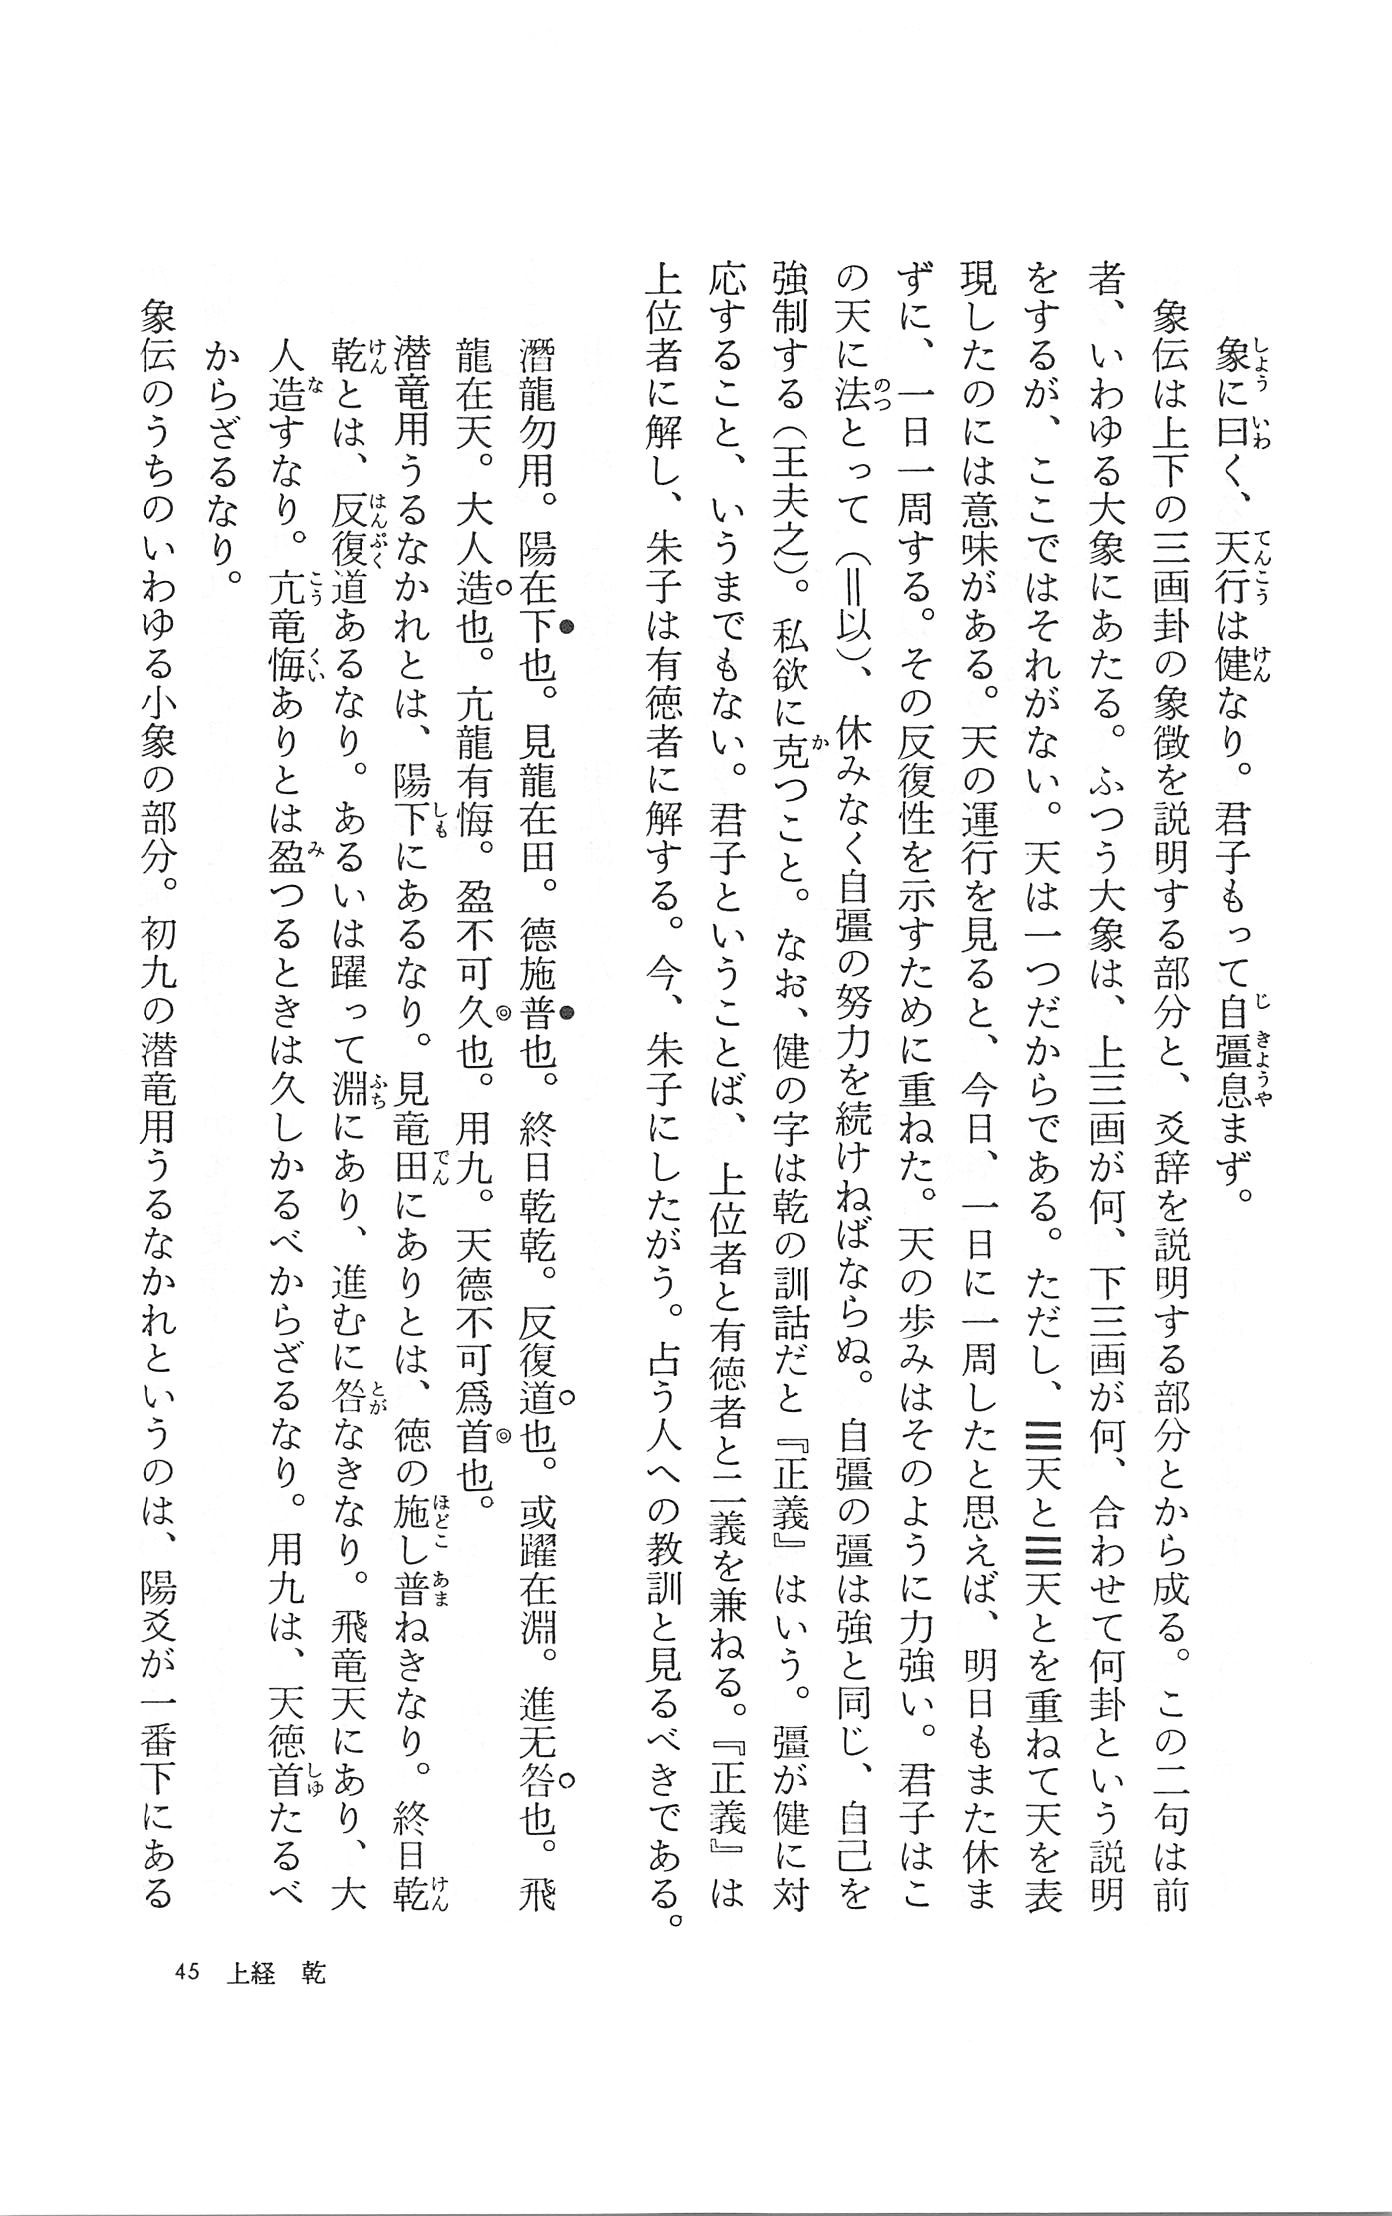 象に曰く、天行は健なり。君子もって自彊息まず。
象伝は上下の三画卦の象徴を説明する部分と、爻辞を説明する部分とから成る。この二句は前
者、いわゆる大象にあたる。ふつう大象は、上三画が何、下三画が何、合わせて何卦という説明
をするが、ここではそれがない。天は一つだからである。ただし、☰天と☰天とを重ねて天を表
現したのには意味がある。天の運行を見ると、今日、一日に一周したと思えば、明日もまた休ま
ずに、一日一周する。その反復性を示すために重ねた。天の歩みはそのように力強い。君子はこ
の天に法とって（＝以）、休みなく自彊の努力を続けねばならぬ。自彊の彊は強と同じ、自己を
強制する（王夫之）。私欲に克つこと。なお、健の字は乾の訓詁だと『正義』はいう。彊が健に対
応すること、いうまでもない。君子ということば、上位者と有徳者と二義を兼ねる。『正義』は
上位者に解し、朱子は有徳者に解する。今、朱子にしたがう。占う人への教訓と見るべきである。
潛龍勿用。陽在下也。見龍在田。德施普也。終日乾乾。反復道也。或躍在淵。進无咎也。飛
龍在天。大人造也。亢龍有悔。盈不可久也。用九。天德不可爲首也。
潜竜用うるなかれとは、陽下にあるなり。見竜田にありとは、徳の施し普ねきなり。終日乾
乾とは、反復道あるなり。あるいは躍って淵にあり、進むに咎なきなり。飛竜天にあり、大
人造すなり。亢竜悔ありとは盈つるときは久しかるべからざるなり。用九は、天徳首たるべ
からざるなり。
象伝のうちのいわゆる小象の部分。初九の潜竜用うるなかれというのは、陽爻が一番下にある
45 上経 乾